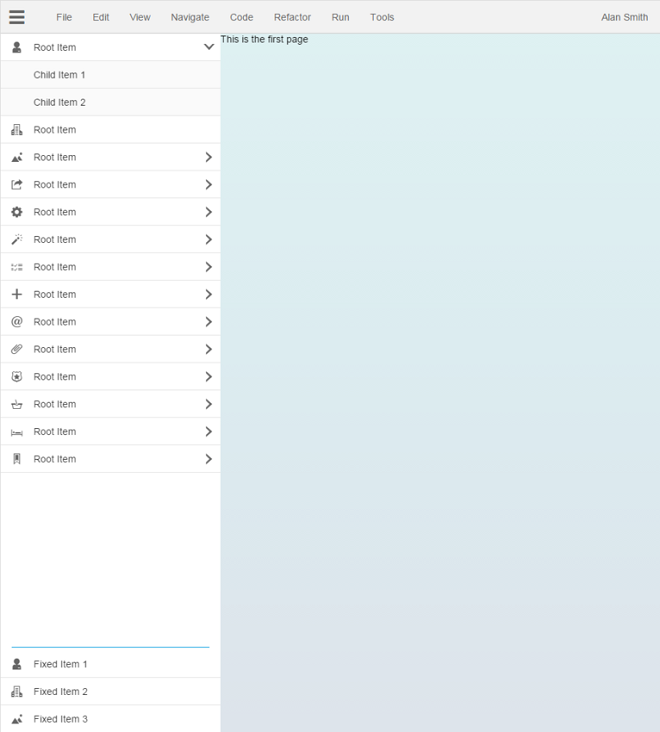 File Edit View Navigate Code Refactor Run Tools Alan Smith
Root Item
Child Item 1
Child Item 2
Root Item
Root Item
Root Item
Root Item
Root Item
Root Item
Root Item
Root Item
Root Item
Root Item
Root Item
Root Item
Root Item
Fixed Item 1
Fixed Item 2
Fixed Item 3
This is the first page